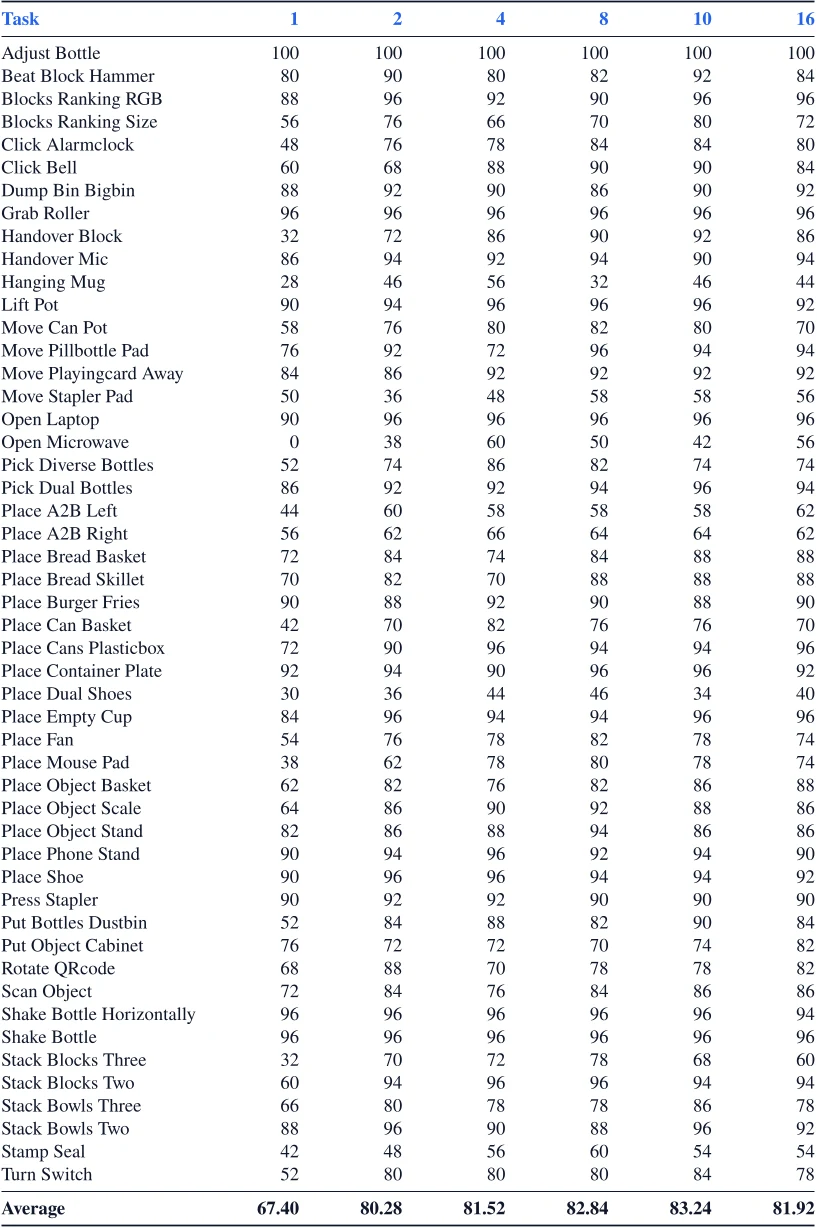 Task 1 2 4 8 10 16
Adjust Bottle 100 100 100 100 100 100
Beat Block Hammer 80 90 80 82 92 84
Blocks Ranking RGB 88 96 92 90 96 96
Blocks Ranking Size 56 76 66 70 80 72
Click Alarmclock 48 76 78 84 84 80
Click Bell 60 68 88 90 90 84
Dump Bin Bigbin 88 92 90 86 90 92
Grab Roller 96 96 96 96 96 96
Handover Block 32 72 86 90 92 86
Handover Mic 86 94 92 94 90 94
Hanging Mug 28 46 56 32 46 44
Lift Pot 90 94 96 96 96 92
Move Can Pot 58 76 80 82 80 70
Move Pillbottle Pad 76 92 72 96 94 94
Move Playingcard Away 84 86 92 92 92 92
Move Stapler Pad 50 36 48 58 58 56
Open Laptop 90 96 96 96 96 96
Open Microwave 0 38 60 50 42 56
Pick Diverse Bottles 52 74 86 82 74 74
Pick Dual Bottles 86 92 92 94 96 94
Place A2B Left 44 60 58 58 58 62
Place A2B Right 56 62 66 64 64 62
Place Bread Basket 72 84 74 84 88 88
Place Bread Skillet 70 82 70 88 88 88
Place Burger Fries 90 88 92 90 88 90
Place Can Basket 42 70 82 76 76 70
Place Cans Plasticbox 72 90 96 94 94 96
Place Container Plate 92 94 90 96 96 92
Place Dual Shoes 30 36 44 46 34 40
Place Empty Cup 84 96 94 94 96 96
Place Fan 54 76 78 82 78 74
Place Mouse Pad 38 62 78 80 78 74
Place Object Basket 62 82 76 82 86 88
Place Object Scale 64 86 90 92 88 86
Place Object Stand 82 86 88 94 86 86
Place Phone Stand 90 94 96 92 94 90
Place Shoe 90 96 96 94 94 92
Press Stapler 90 92 92 90 90 90
Put Bottles Dustbin 52 84 88 82 90 84
Put Object Cabinet 76 72 72 70 74 82
Rotate QRcode 68 88 70 78 78 82
Scan Object 72 84 76 84 86 86
Shake Bottle Horizontally 96 96 96 96 96 94
Shake Bottle 96 96 96 96 96 96
Stack Blocks Three 32 70 72 78 68 60
Stack Blocks Two 60 94 96 96 94 94
Stack Bowls Three 66 80 78 78 86 78
Stack Bowls Two 88 96 90 88 96 92
Stamp Seal 42 48 56 60 54 54
Turn Switch 52 80 80 80 84 78
Average 67.40 80.28 81.52 82.84 83.24 81.92